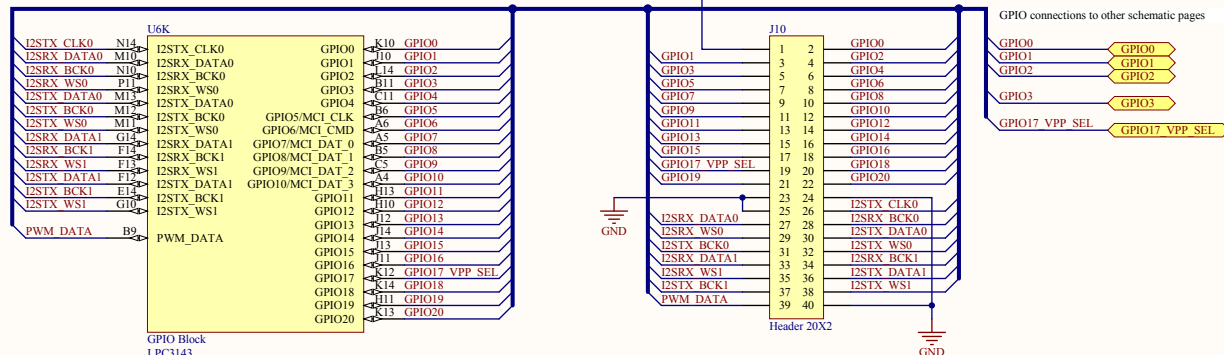 GPIO connections to other schematic pages
U6K
I2STX_CLK0 N14 I2STX_CLK0 GPIO0 K10 GPIO0
I2SRX_DATA0 M10 I2SRX_DATA0 GPIO1 J10 GPIO1
I2SRX_BCK0 N10 I2SRX_BCK0 GPIO2 L14 GPIO2
I2SRX_WS0 P11 I2SRX_WS0 GPIO3 B11 GPIO3
I2STX_DATA0 M13 I2STX_DATA0 GPIO4 C11 GPIO4
I2STX_BCK0 M12 I2STX_BCK0 GPIO5/MCI_CLK B6 GPIO5
I2STX_WS0 M11 I2STX_WS0 GPIO6/MCI_CMD A6 GPIO6
I2SRX_DATA1 G14 I2SRX_DATA1 GPIO7/MCI_DAT_0 A5 GPIO7
I2SRX_BCK1 F14 I2SRX_BCK1 GPIO8/MCI_DAT_1 B5 GPIO8
I2SRX_WS1 F13 I2SRX_WS1 GPIO9/MCI_DAT_2 C5 GPIO9
I2STX_DATA1 F12 I2STX_DATA1 GPIO10/MCI_DAT_3 A4 GPIO10
I2STX_BCK1 E14 I2STX_BCK1 GPIO11 H13 GPIO11
I2STX_WS1 G10 I2STX_WS1 GPIO12 H10 GPIO12
GPIO13 J12 GPIO13
PWM_DATA B9 PWM_DATA GPIO14 J14 GPIO14
GPIO15 J13 GPIO15
GPIO16 J11 GPIO16
GPIO17 K12 GPIO17_VPP_SEL
GPIO18 K14 GPIO18
GPIO19 H11 GPIO19
GPIO20 K13 GPIO20
GPIO Block
LPC3143
J10
1 2 GPIO0
GPIO1 3 4 GPIO2
GPIO3 5 6 GPIO4
GPIO5 7 8 GPIO6
GPIO7 9 10 GPIO8
GPIO9 11 12 GPIO10
GPIO11 13 14 GPIO12
GPIO13 15 16 GPIO14
GPIO15 17 18 GPIO16
GPIO17_VPP_SEL 19 20 GPIO18
GPIO19 21 22 GPIO20
23 24
25 26 I2STX_CLK0
I2SRX_DATA0 27 28 I2SRX_BCK0
I2SRX_WS0 29 30 I2STX_DATA0
I2STX_BCK0 31 32 I2STX_WS0
I2SRX_DATA1 33 34 I2SRX_BCK1
I2SRX_WS1 35 36 I2STX_DATA1
I2STX_BCK1 37 38 I2STX_WS1
PWM_DATA 39 40
Header 20X2
GND
GND
GPIO0 GPIO0
GPIO1 GPIO1
GPIO2 GPIO2
GPIO3 GPIO3
GPIO17_VPP_SEL GPIO17_VPP_SEL